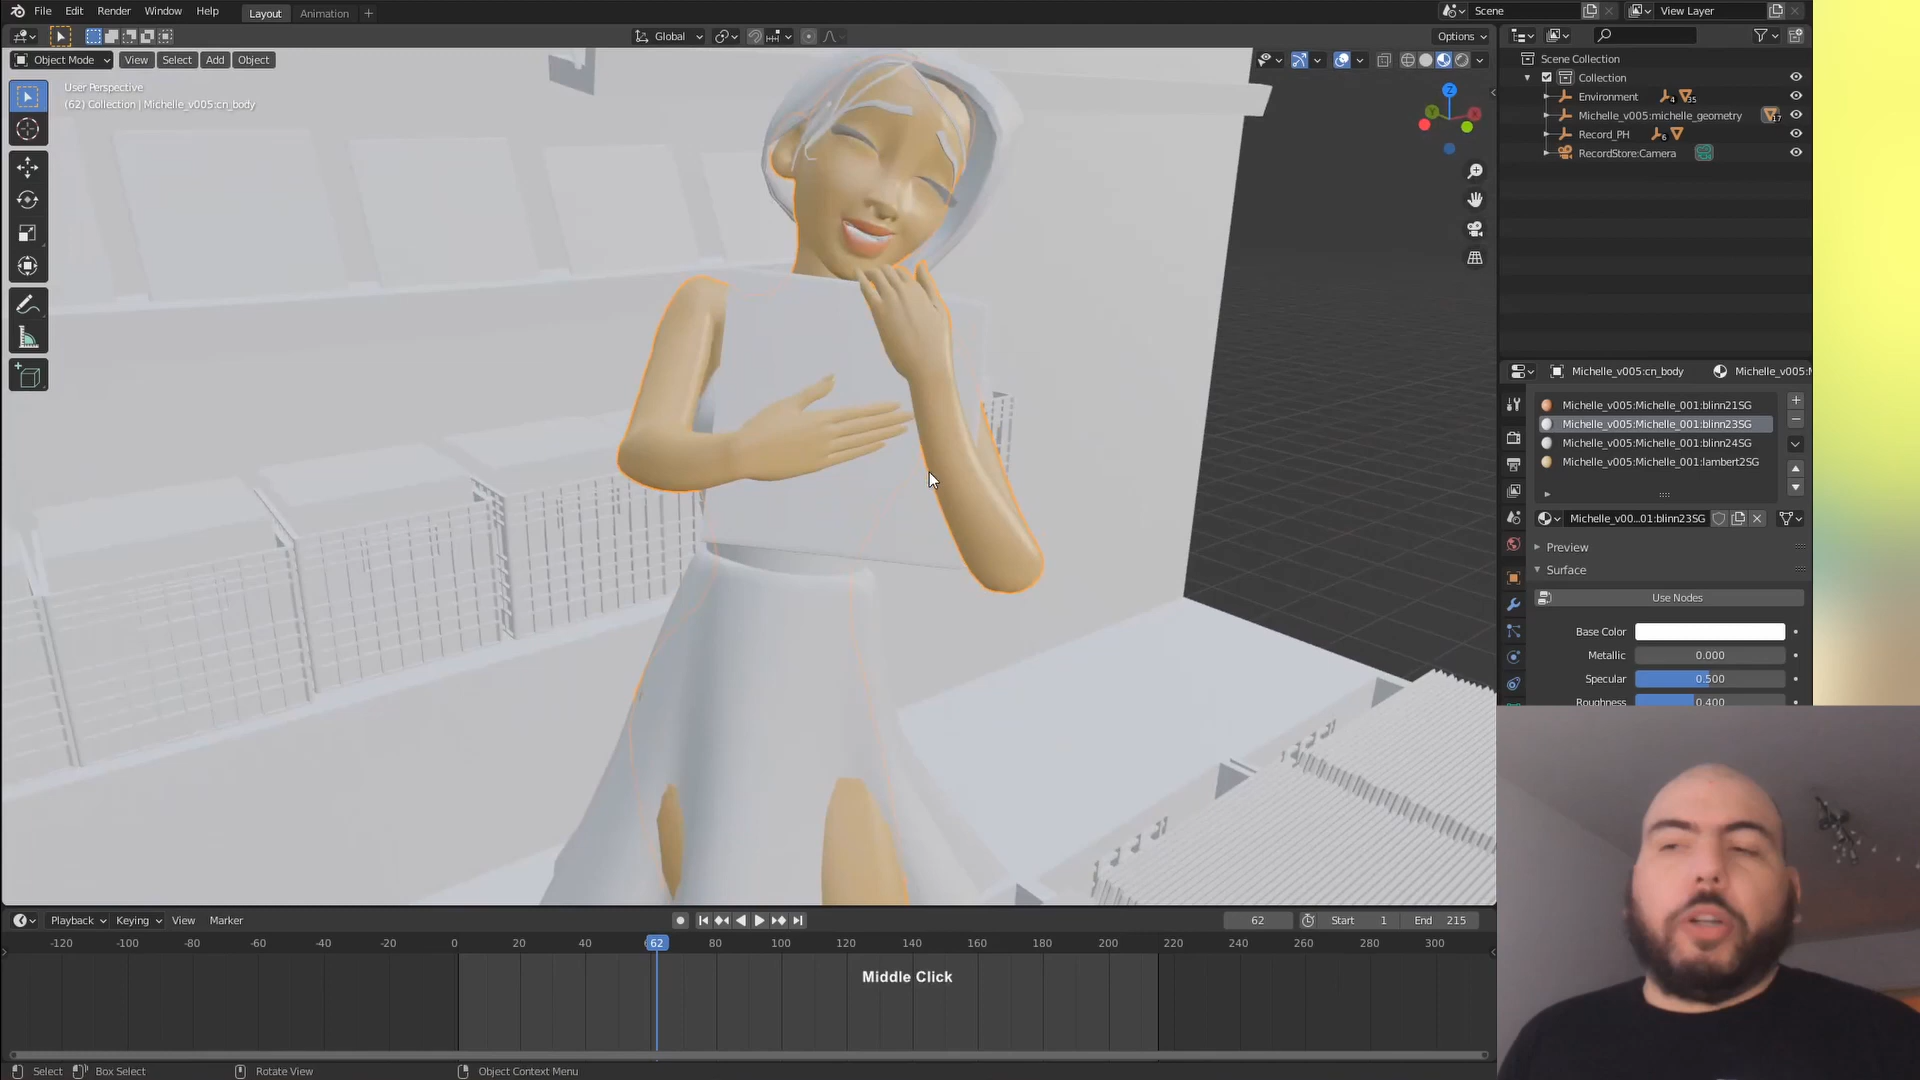 File Edit Render Window Help Layout Animation
Scene View Layer
Global Options
Object Mode View Select Add Object
User Perspective
(62) Collection | Michelle_v005:cn_body
Z
Scene Collection
Collection
Environment 4 35
Michelle_v005:michelle_geometry 17
Record_PH 6
RecordStore:Camera
Michelle_v005:cn_body Michelle_v005:M
Michelle_v005:Michelle_001:blinn21SG
Michelle_v005:Michelle_001:blinn23SG
Michelle_v005:Michelle_001:blinn24SG
Michelle_v005:Michelle_001:lambert2SG
Michelle_v00...01:blinn23SG
Preview
Surface
Use Nodes
Base Color
Metallic 0.000
Specular 0.500
Roughness 0.400
Playback Keying View Marker 62 Start 1 End 215
-120 -100 -80 -60 -40 -20 0 20 40 62 80 100 120 140 160 180 200 220 240 260 280 300
Middle Click
Select Box Select Rotate View Object Context Menu